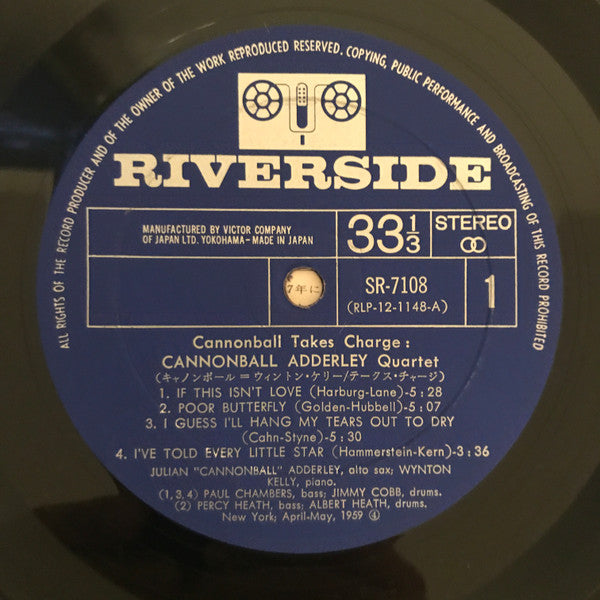 ALL RIGHTS OF THE RECORD PRODUCER AND OF THE OWNER OF THE WORK REPRODUCED RESERVED. COPYING, PUBLIC PERFORMANCE AND BROADCASTING OF THIS RECORD PROHIBITED
RIVERSIDE
MANUFACTURED BY VICTOR COMPANY
OF JAPAN LTD. YOKOHAMA–MADE IN JAPAN
33⅓
STEREO
7年に
SR-7108
(RLP-12-1148-A)
1
Cannonball Takes Charge:
CANNONBALL ADDERLEY Quartet
(キャノンボール=ウィントン・ケリー/テークス・チャージ)
1. IF THIS ISN'T LOVE (Harburg-Lane)-5:28
2. POOR BUTTERFLY (Golden-Hubbell)-5:07
3. I GUESS I'LL HANG MY TEARS OUT TO DRY
(Cahn-Styne)-5:30
4. I'VE TOLD EVERY LITTLE STAR (Hammerstein-Kern)-3:36
JULIAN "CANNONBALL" ADDERLEY, alto sax; WYNTON
KELLY, piano.
(1,3,4) PAUL CHAMBERS, bass; JIMMY COBB, drums.
(2) PERCY HEATH, bass; ALBERT HEATH, drums.
New York; April-May, 1959 ④